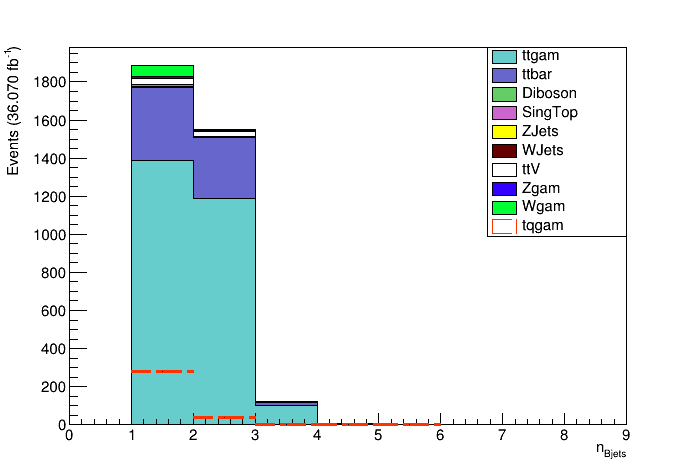 Events (36.070 fb-1)
1800
1600
1400
1200
1000
800
600
400
200
0
0 1 2 3 4 5 6 7 8 9
nBjets
ttgam
ttbar
Diboson
SingTop
ZJets
WJets
ttV
Zgam
Wgam
tqgam